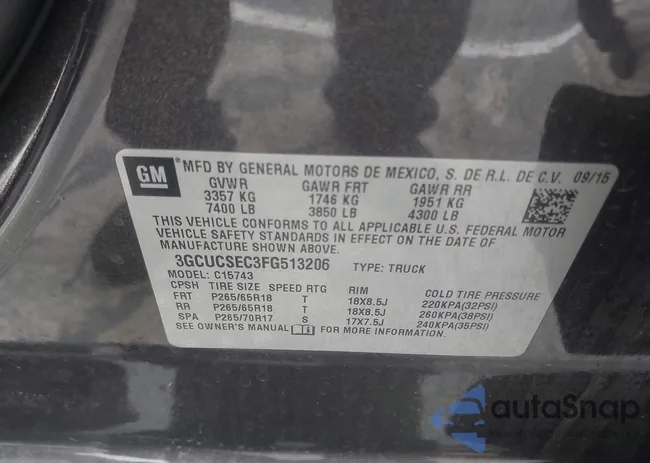 GM
MFD BY GENERAL MOTORS DE MEXICO, S. DE R.L. DE C.V. 09/15
GVWR GAWR FRT GAWR RR
3357 KG 1746 KG 1951 KG
7400 LB 3850 LB 4300 LB
THIS VEHICLE CONFORMS TO ALL APPLICABLE U.S. FEDERAL MOTOR
VEHICLE SAFETY STANDARDS IN EFFECT ON THE DATE OF
MANUFACTURE SHOWN ABOVE.
3GCUCSEC3FG513206 TYPE: TRUCK
MODEL: C15743
CPSH TIRE SIZE SPEED RTG RIM COLD TIRE PRESSURE
FRT P265/65R18 T 18X8.5J 220KPA(32PSI)
RR P265/65R18 T 18X8.5J 260KPA(38PSI)
SPA P265/70R17 S 17X7.5J 240KPA(35PSI)
SEE OWNER'S MANUAL FOR MORE INFORMATION.
autoSnap